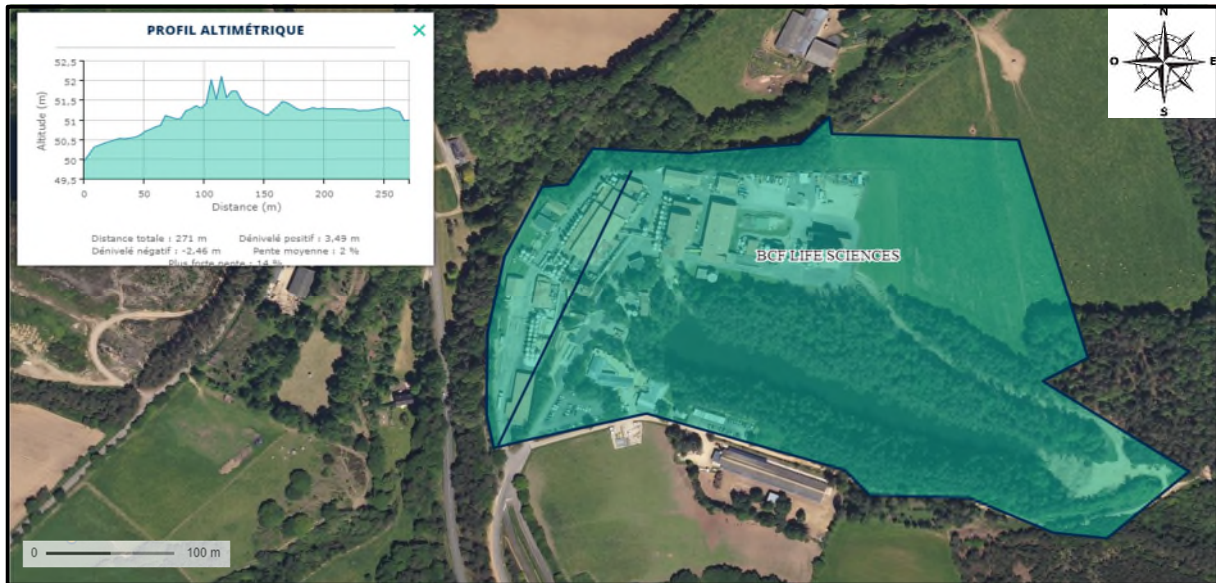 PROFIL ALTIMÉTRIQUE
×
52,5
52
51,5
51
50,5
50
49,5
Altitude (m)
0 50 100 150 200 250
Distance (m)
Distance totale : 271 m Dénivelé positif : 3,49 m
Dénivelé négatif : -2,46 m Pente moyenne : 2 %
Plus forte pente : 14 %
N
O E
S
BCF LIFE SCIENCES
0 100 m